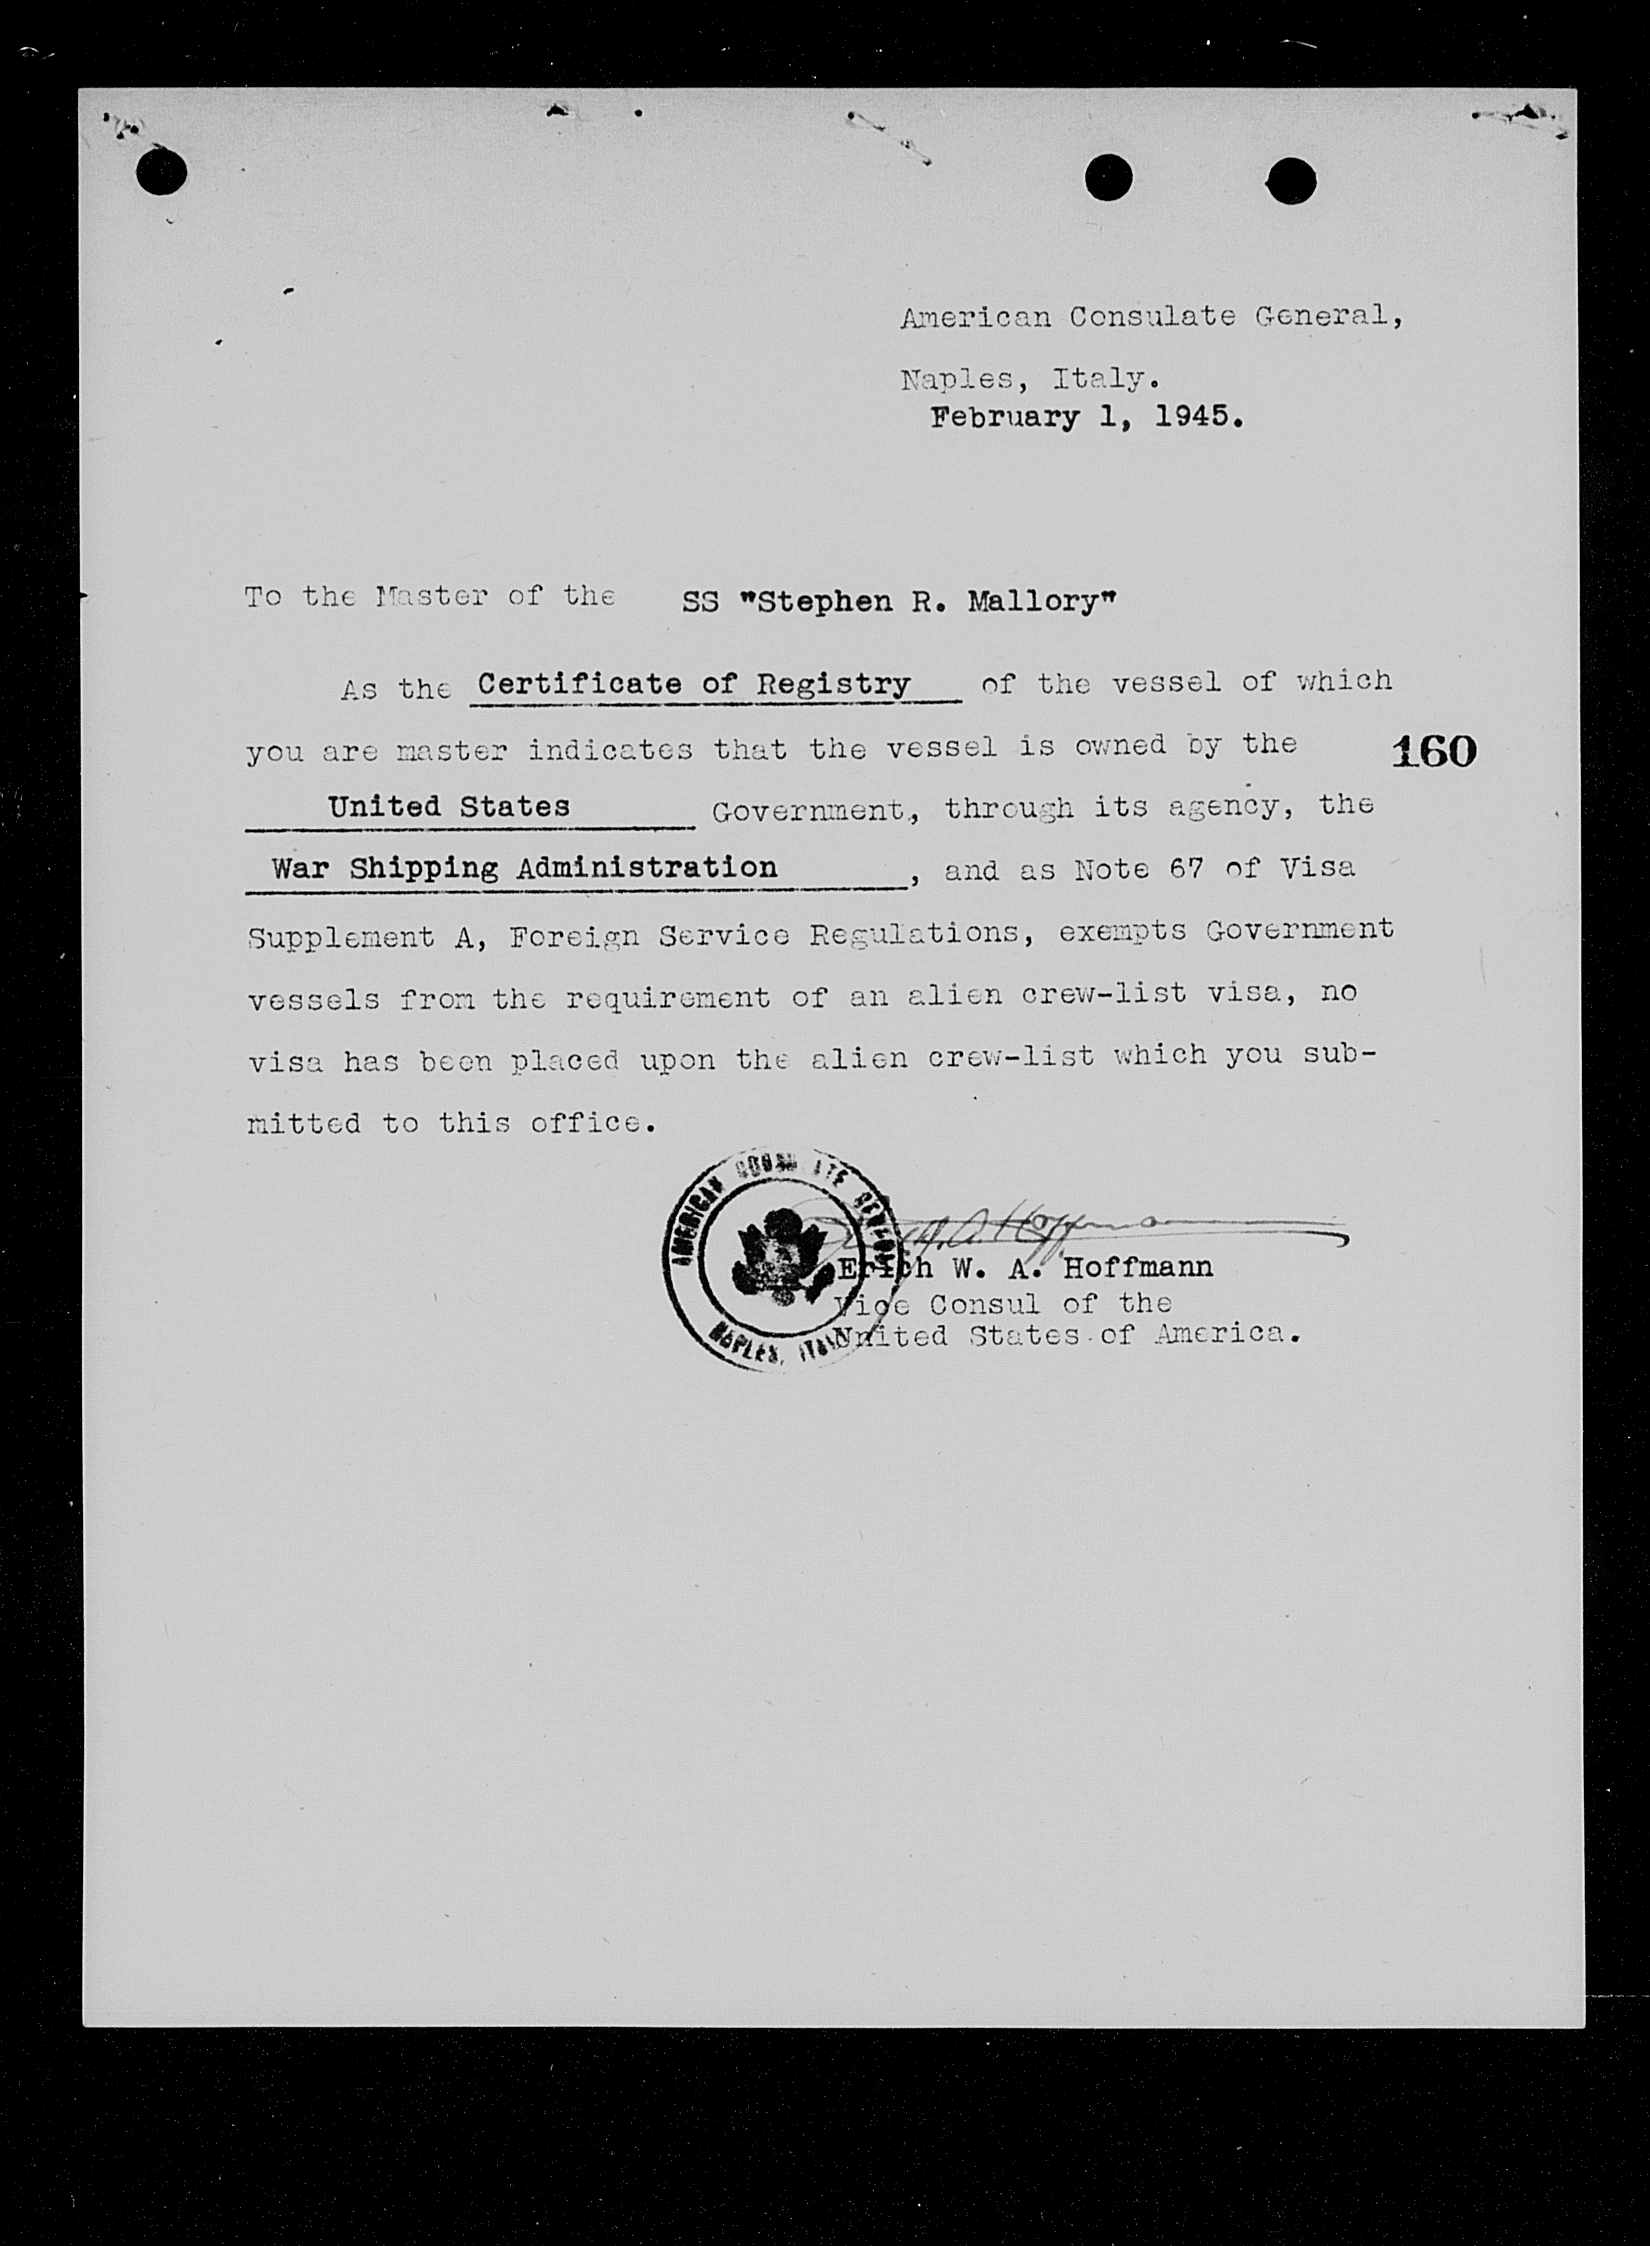 American Consulate General,
Naples, Italy.
February 1, 1945.
To the Master of the SS "Stephen R. Mallory"
As the Certificate of Registry of the vessel of which
you are master indicates that the vessel is owned by the
160
United States Government, through its agency, the
War Shipping Administration, and as Note 67 of Visa
Supplement A, Foreign Service Regulations, exempts Government
vessels from the requirement of an alien crew-list visa, no
visa has been placed upon the alien crew-list which you sub-
mitted to this office.
AMERICAN CONSULATE GENERAL
NAPLES, ITALY
Erich W. A. Hoffmann
Vice Consul of the
United States of America.